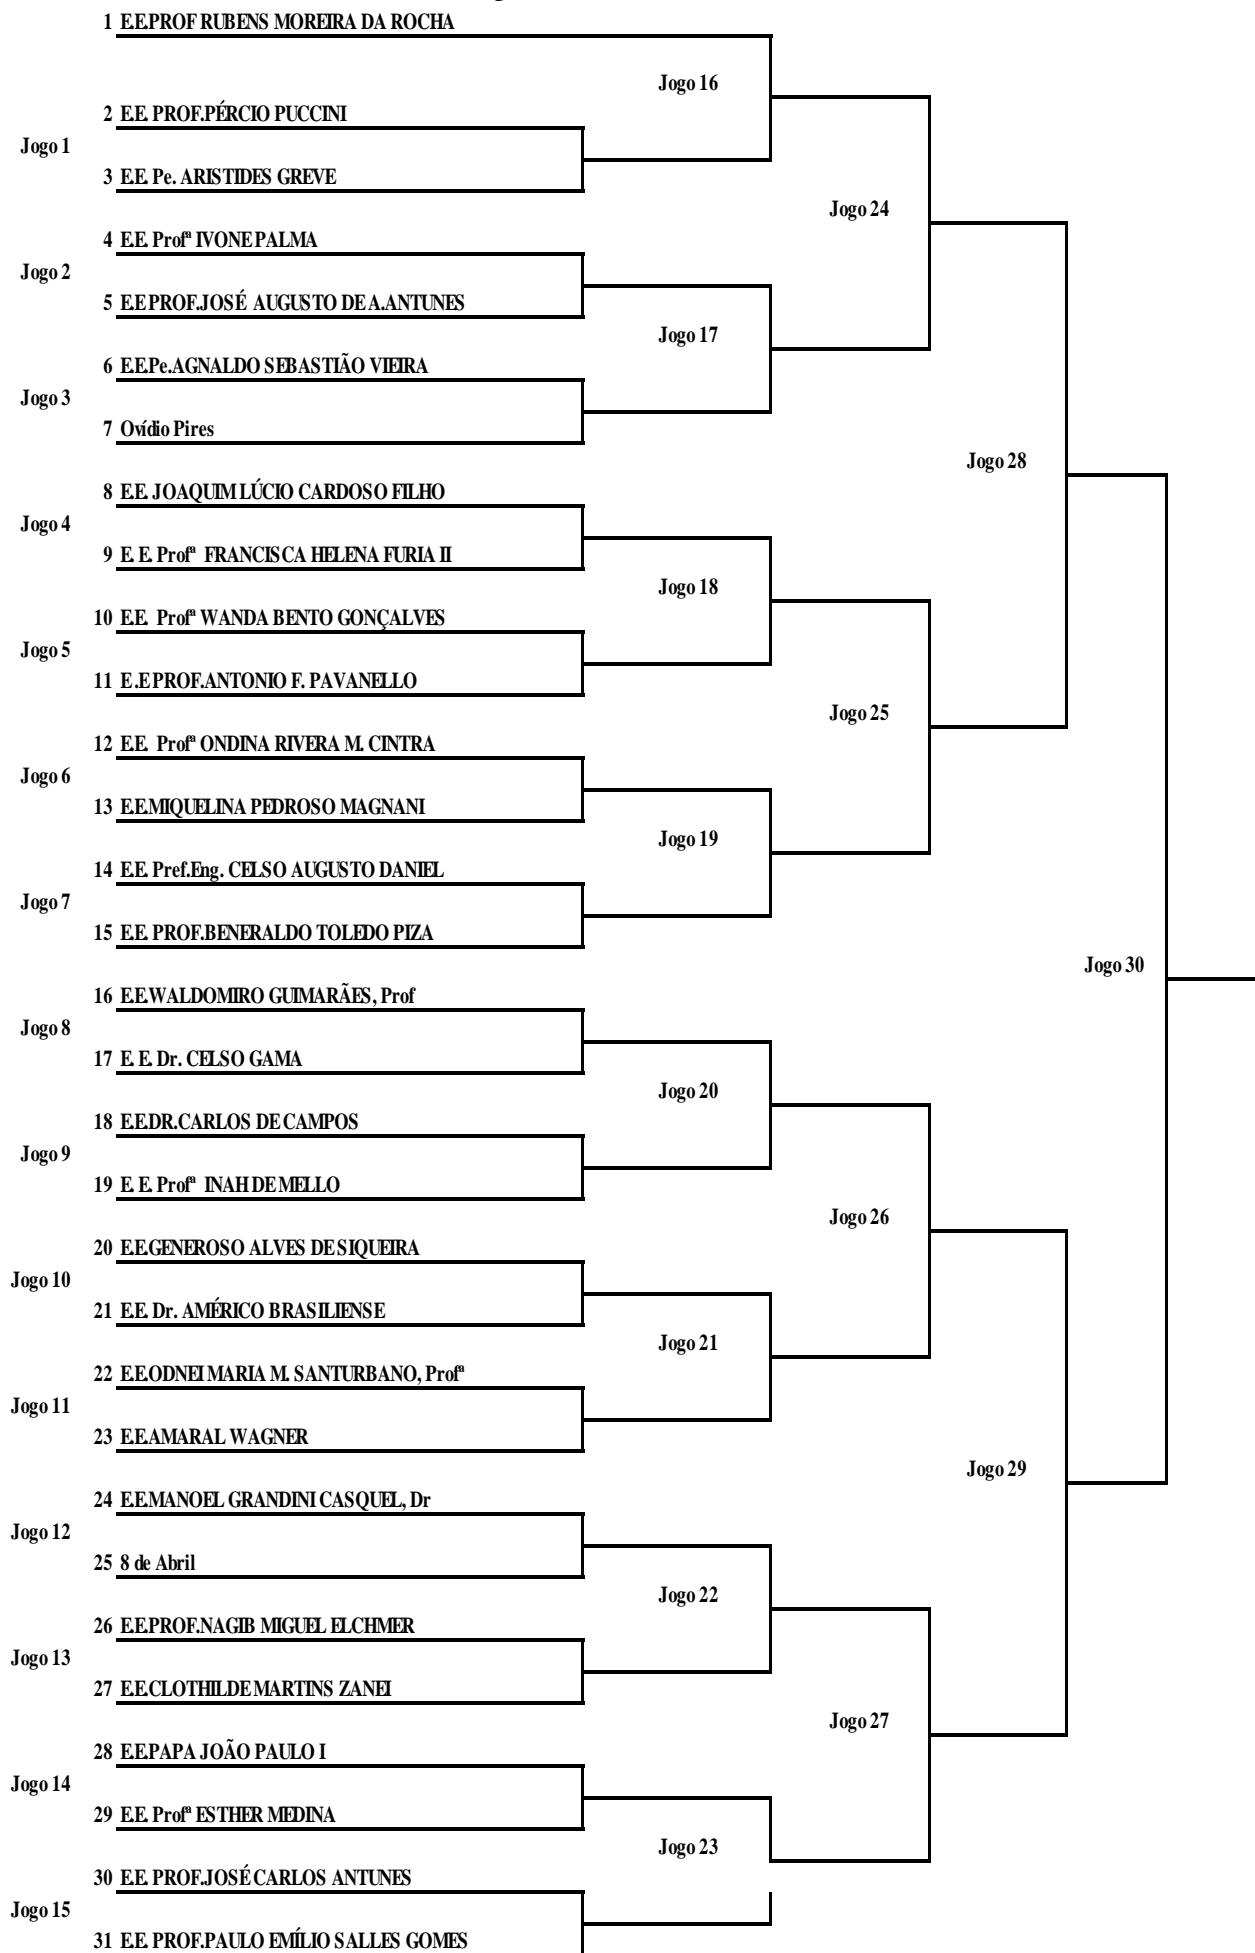 1 E.E.PROF RUBENS MOREIRA DA ROCHA
Jogo 16
2 E.E. PROF.PÉRCIO PUCCINI
Jogo 1
3 E.E. Pe. ARISTIDES GREVE
Jogo 24
4 E.E. Profª IVONE PALMA
Jogo 2
5 E.E PROF.JOSÉ AUGUSTO DE A.ANTUNES
Jogo 17
6 E.E.Pe.AGNALDO SEBASTIÃO VIEIRA
Jogo 3
7 Ovídio Pires
Jogo 28
8 E.E. JOAQUIM LÚCIO CARDOSO FILHO
Jogo 4
9 E. E. Profª FRANCISCA HELENA FURIA II
Jogo 18
10 E.E. Profª WANDA BENTO GONÇALVES
Jogo 5
11 E .E PROF.ANTONIO F. PAVANELLO
Jogo 25
12 E.E. Profª ONDINA RIVERA M. CINTRA
Jogo 6
13 E.E.MIQUELINA PEDROSO MAGNANI
Jogo 19
14 E.E. Pref.Eng. CELSO AUGUSTO DANIEL
Jogo 7
15 E.E. PROF.BENERALDO TOLEDO PIZA
Jogo 30
16 E.E.WALDOMIRO GUIMARÃES, Prof
Jogo 8
17 E. E. Dr. CELSO GAMA
Jogo 20
18 E.E.DR.CARLOS DE CAMPOS
Jogo 9
19 E. E. Profª INAH DE MELLO
Jogo 26
20 E.E.GENEROSO ALVES DE SIQUEIRA
Jogo 10
21 E.E. Dr. AMÉRICO BRASILIENSE
Jogo 21
22 E.E.ODNEI MARIA M. SANTURBANO, Profª
Jogo 11
23 E.E.AMARAL WAGNER
Jogo 29
24 E.E.MANOEL GRANDINI CASQUEL, Dr
Jogo 12
25 8 de Abril
Jogo 22
26 E.E.PROF.NAGIB MIGUEL ELCHMER
Jogo 13
27 E.E.CLOTHILDE MARTINS ZANEI
Jogo 27
28 E.E.PAPA JOÃO PAULO I
Jogo 14
29 E.E. Profª ESTHER MEDINA
Jogo 23
30 E.E. PROF.JOSÉ CARLOS ANTUNES
Jogo 15
31 E.E. PROF.PAULO EMÍLIO SALLES GOMES